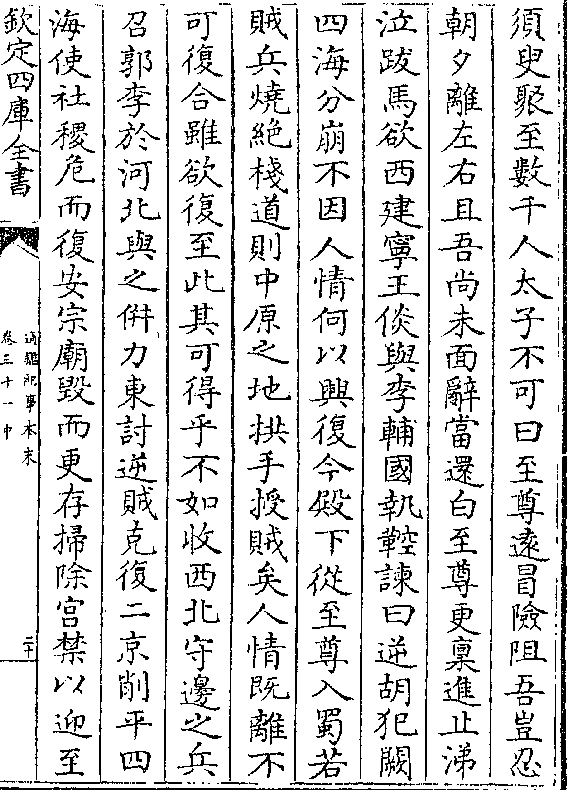 須臾聚至數千人太子不可曰至尊逺冒險阻吾豈忍
朝夕離左右且吾尚未面辭當還白至尊更稟進止涕
泣跋馬欲西建寧王倓與李輔國執鞚諫曰逆胡犯闕
四海分崩不因人情何以興復今殿下從至尊入蜀若
賊兵燒絶棧道則中原之地拱手授賊矣人情既離不
可復合雖欲復至此其可得乎不如收西北守邊之兵
召郭李於河北與之併力東討逆賊克復二京削平四
海使社稷危而復安宗廟毀而更存掃除宫禁以迎至
欽定四庫全書
通鑑紀事本末
卷三十一中
二十